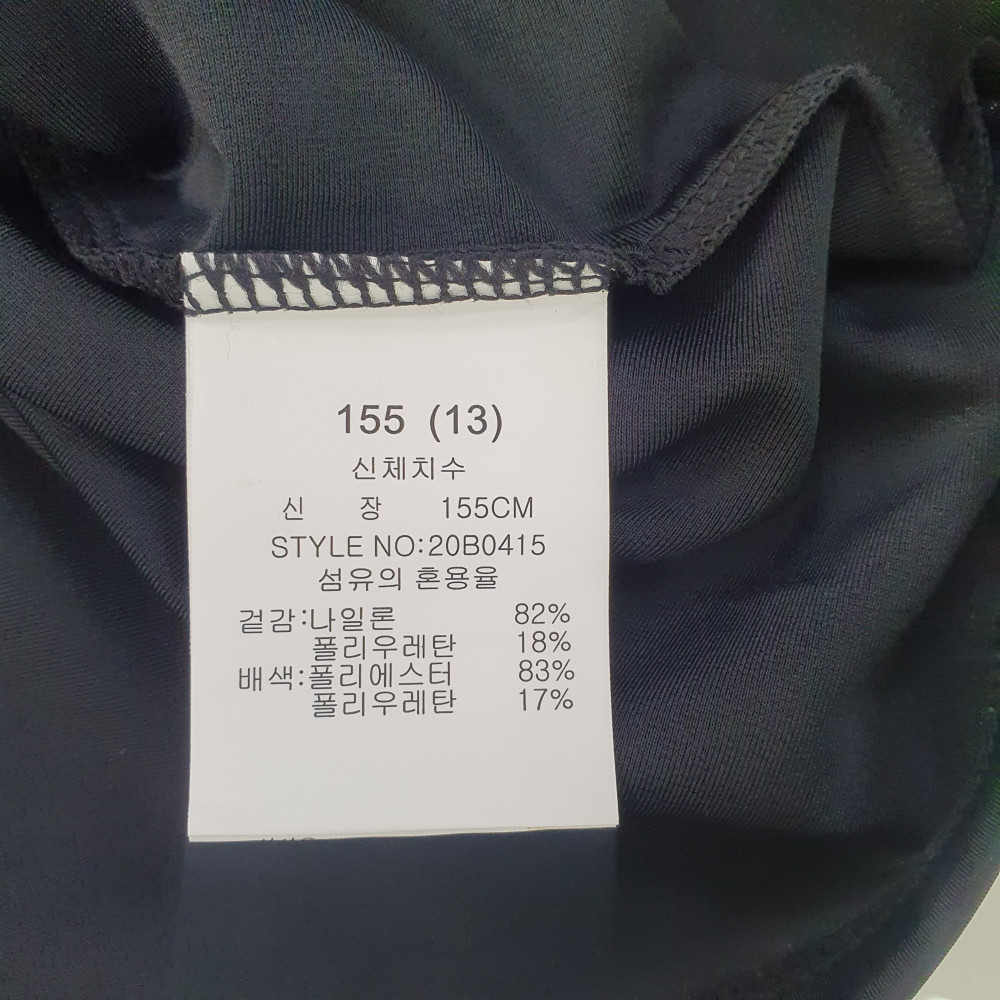 155 (13)
신체치수
신 장 155CM
STYLE NO:20B0415
섬유의 혼용율
겉감:나일론 82%
폴리우레탄 18%
배색:폴리에스터 83%
폴리우레탄 17%